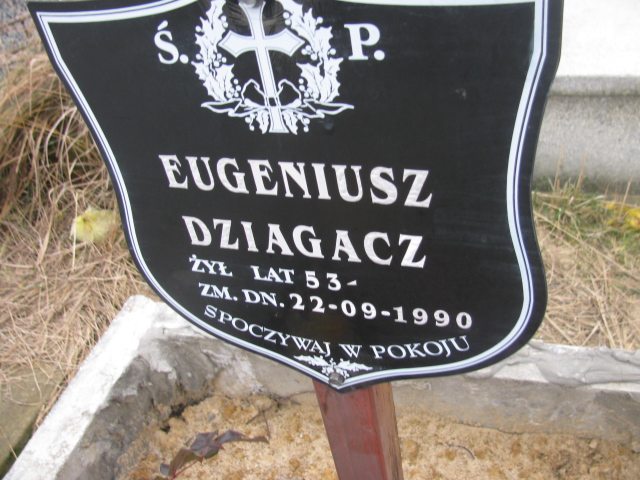 Ś. P.
EUGENIUSZ
DZIAGACZ
ŻYŁ LAT 53-
ZM. DN. 22-09-1990
SPOCZYWAJ W POKOJU